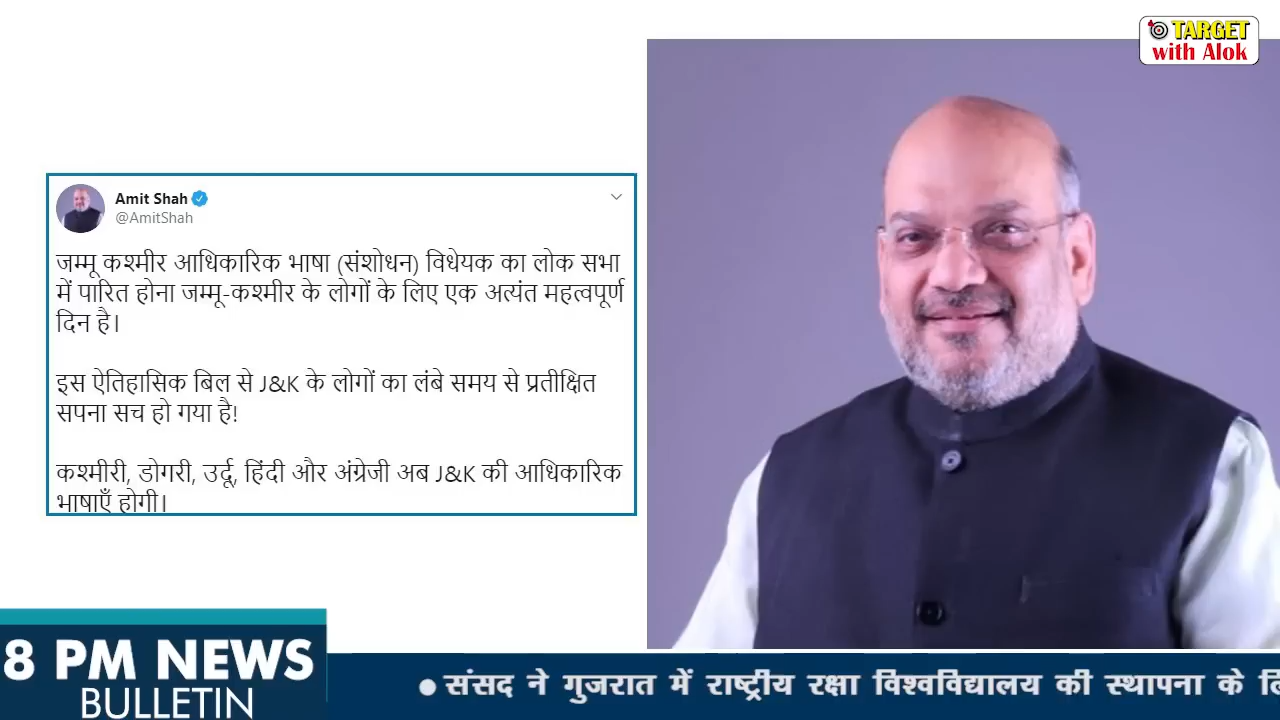 TARGET
with Alok
Amit Shah
@AmitShah
जम्मू कश्मीर आधिकारिक भाषा (संशोधन) विधेयक का लोक सभा
में पारित होना जम्मू-कश्मीर के लोगों के लिए एक अत्यंत महत्वपूर्ण
दिन है।
इस ऐतिहासिक बिल से J&K के लोगों का लंबे समय से प्रतीक्षित
सपना सच हो गया है!
कश्मीरी, डोगरी, उर्दू, हिंदी और अंग्रेजी अब J&K की आधिकारिक
भाषाएँ होगी।
8 PM NEWS
BULLETIN
संसद ने गुजरात में राष्ट्रीय रक्षा विश्वविद्यालय की स्थापना के